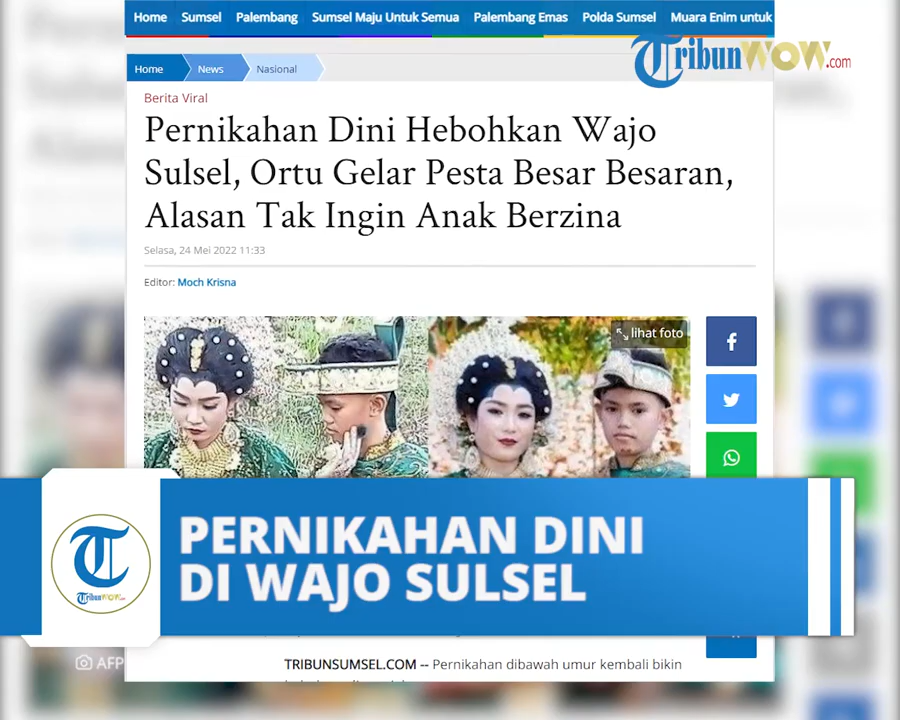 Home Sumsel Palembang Sumsel Maju Untuk Semua Palembang Emas Polda Sumsel Muara Enim untuk
TribunWOW.com
Home News Nasional
Berita Viral
Pernikahan Dini Hebohkan Wajo
Sulsel, Ortu Gelar Pesta Besar Besaran,
Alasan Tak Ingin Anak Berzina
Selasa, 24 Mei 2022 11:33
Editor: Moch Krisna
lihat foto
PERNIKAHAN DINI
DI WAJO SULSEL
TribunWOW.com
AFP
TRIBUNSUMSEL.COM -- Pernikahan dibawah umur kembali bikin